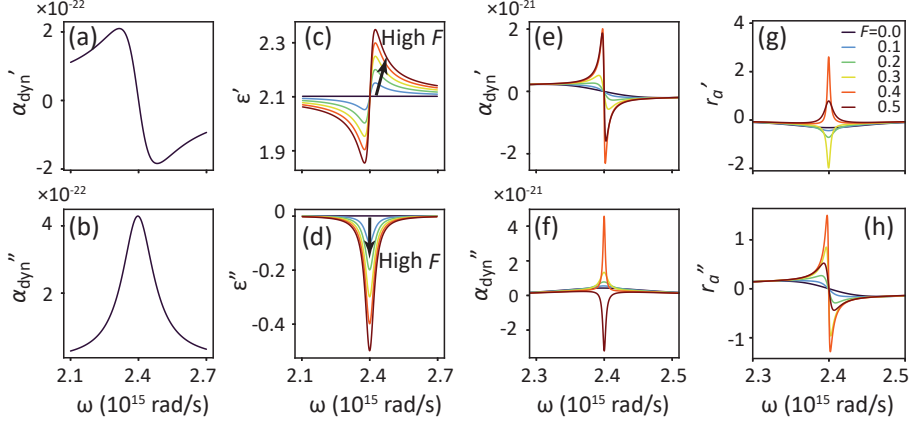 ×10⁻²²
(a)
2
0
-2
α_dyn′
(c)
High F
2.3
2.1
1.9
ε′
×10⁻²¹
(e)
2
0
-2
α_dyn′
(g)
F=0.0
0.1
0.2
0.3
0.4
0.5
4
2
0
-2
r_a′
×10⁻²²
(b)
4
2
α_dyn″
2.1 2.4 2.7
ω (10¹⁵ rad/s)
(d)
High F
0
-0.2
-0.4
ε″
2.1 2.4 2.7
ω (10¹⁵ rad/s)
×10⁻²¹
(f)
4
2
0
-2
α_dyn″
2.3 2.4 2.5
ω (10¹⁵ rad/s)
(h)
1
0
-1
r_a″
2.3 2.4 2.5
ω (10¹⁵ rad/s)